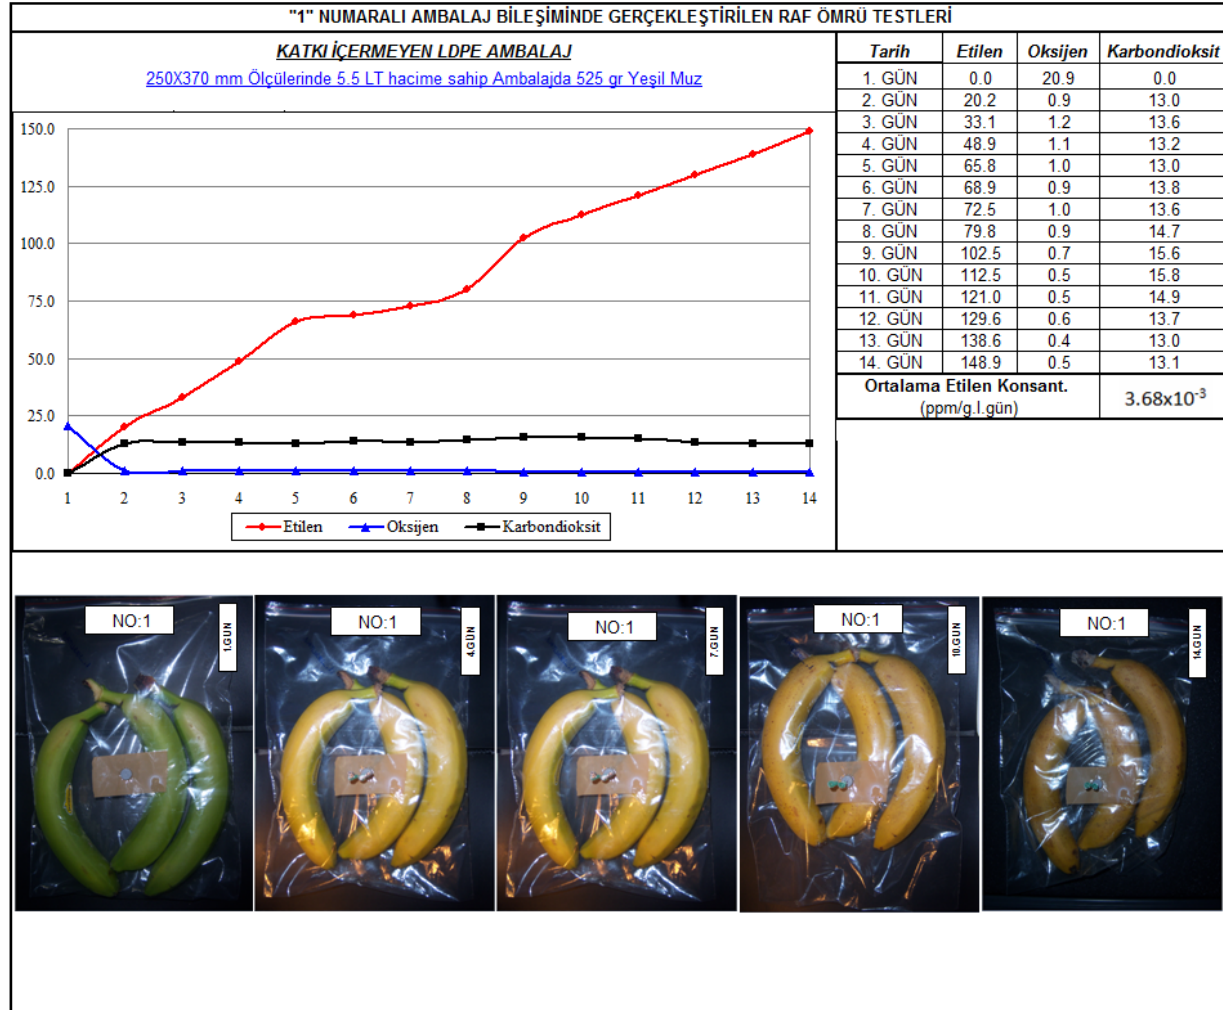 "1" NUMARALI AMBALAJ BİLEŞİMİNDE GERÇEKLEŞTİRİLEN RAF ÖMRÜ TESTLERİ
KATKI İÇERMEYEN LDPE AMBALAJ
250X370 mm Ölçülerinde 5.5 LT hacime sahip Ambalajda 525 gr Yeşil Muz
150.0
125.0
100.0
75.0
50.0
25.0
0.0
1 2 3 4 5 6 7 8 9 10 11 12 13 14
Etilen Oksijen Karbondioksit
Tarih Etilen Oksijen Karbondioksit
1. GÜN 0.0 20.9 0.0
2. GÜN 20.2 0.9 13.0
3. GÜN 33.1 1.2 13.6
4. GÜN 48.9 1.1 13.2
5. GÜN 65.8 1.0 13.0
6. GÜN 68.9 0.9 13.8
7. GÜN 72.5 1.0 13.6
8. GÜN 79.8 0.9 14.7
9. GÜN 102.5 0.7 15.6
10. GÜN 112.5 0.5 15.8
11. GÜN 121.0 0.5 14.9
12. GÜN 129.6 0.6 13.7
13. GÜN 138.6 0.4 13.0
14. GÜN 148.9 0.5 13.1
Ortalama Etilen Konsant.
(ppm/g.l.gün)
3.68x10⁻³
NO:1
1.GÜN
NO:1
4.GÜN
NO:1
7.GÜN
NO:1
10.GÜN
NO:1
14.GÜN